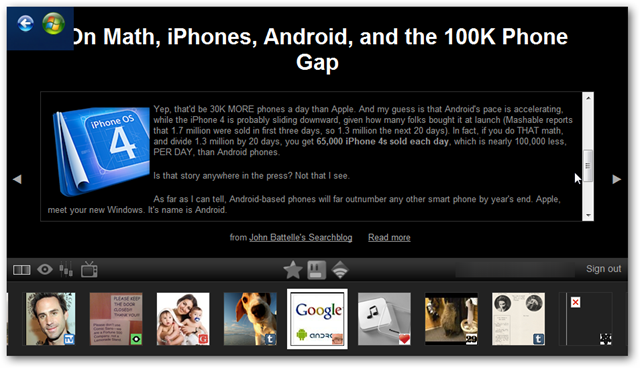 On Math, iPhones, Android, and the 100K Phone
Gap
iPhone OS
4
Yep, that'd be 30K MORE phones a day than Apple. And my guess is that Android's pace is accelerating,
while the iPhone 4 is probably sliding downward, given how many folks bought it at launch (Mashable reports
that 1.7 million were sold in first three days, so 1.3 million the next 20 days). In fact, if you do THAT math,
and divide 1.3 million by 20 days, you get 65,000 iPhone 4s sold each day, which is nearly 100,000 less,
PER DAY, than Android phones.
Is that story anywhere in the press? Not that I see.
As far as I can tell, Android-based phones will far outnumber any other smart phone by year's end. Apple,
meet your new Windows. It's name is Android.
from John Battelle's Searchblog Read more
Sign out
PLEASE KEEP
THE DOOR
CLOSED
THANK YOU!
Google